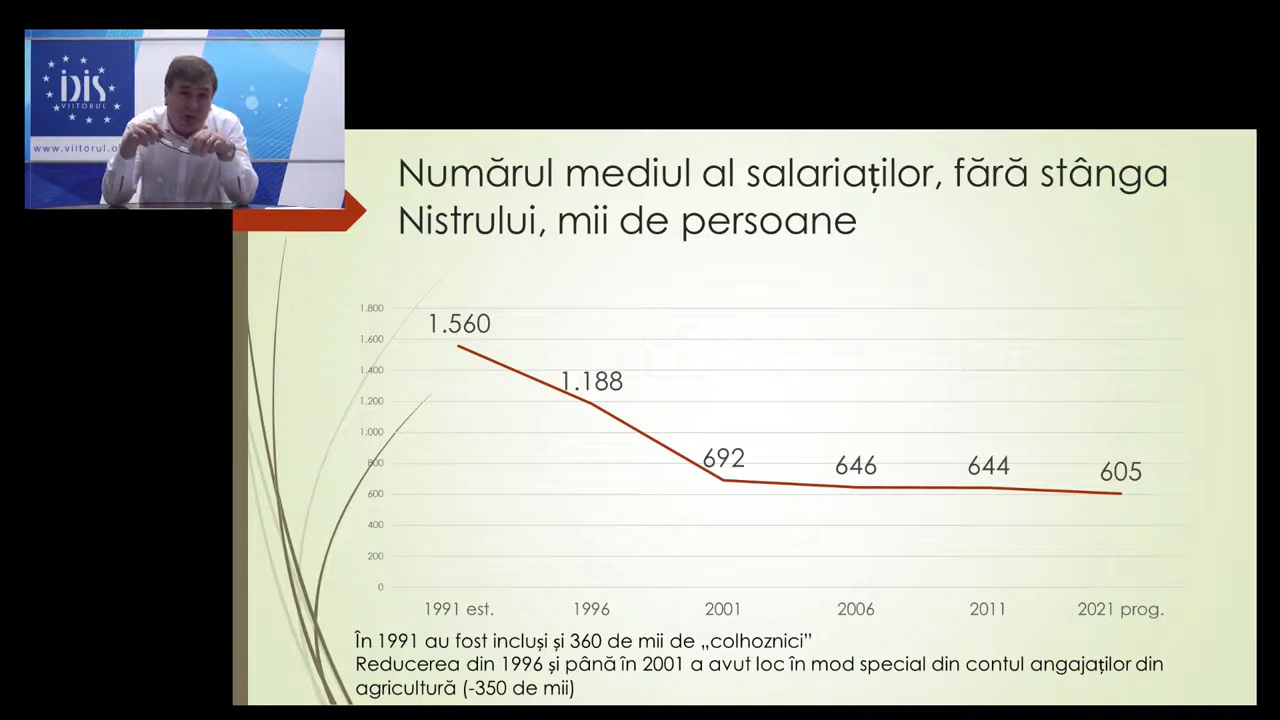 iDiS
VIITORUL
www.viitorul.o
Numărul mediul al salariaților, fără stânga
Nistrului, mii de persoane
1.800
1.600
1.400
1.200
1.000
800
600
400
200
0
1.560
1.188
692
646
644
605
1991 est.
1996
2001
2006
2011
2021 prog.
În 1991 au fost incluși și 360 de mii de „colhoznici”
Reducerea din 1996 și până în 2001 a avut loc în mod special din contul angajaților din
agricultură (-350 de mii)